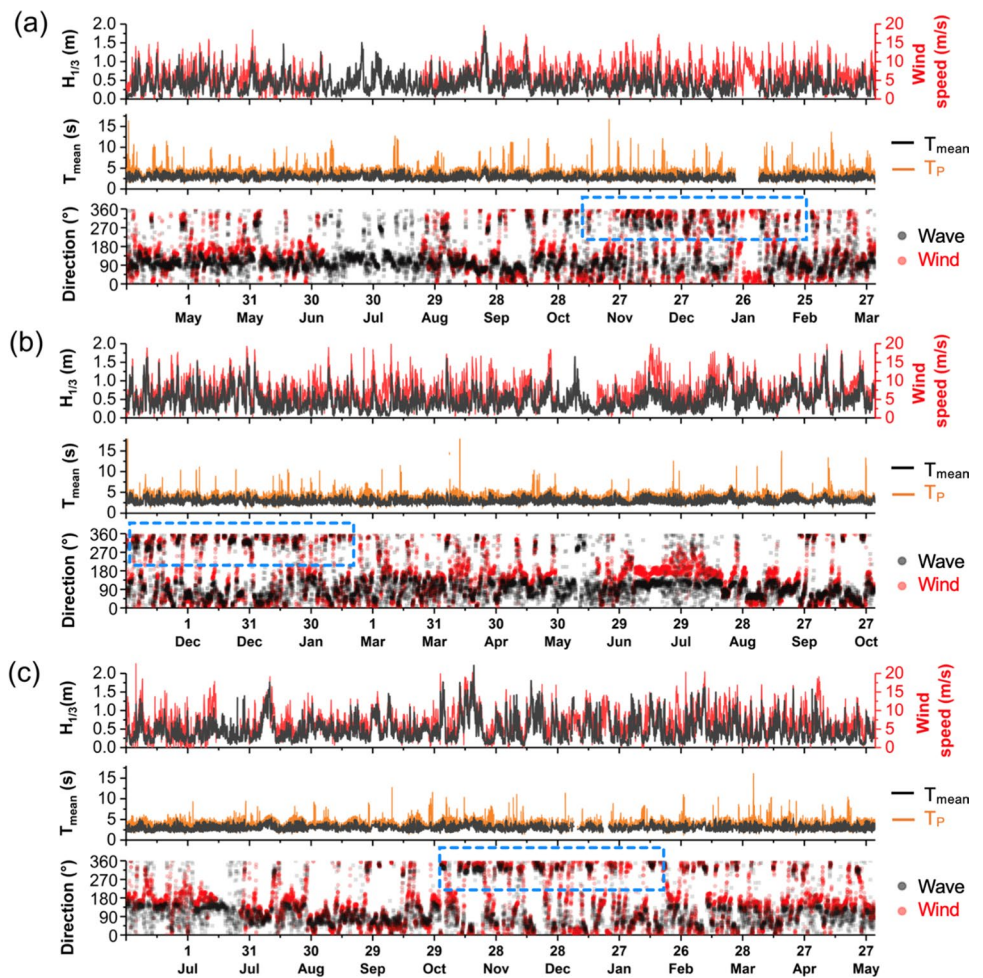 (a)
H1/3 (m)
2.0
1.5
1.0
0.5
0.0
20
15
10
5
0
Wind
speed (m/s)
Tmean (s)
15
10
5
0
Tmean
TP
Direction (°)
360
270
180
90
0
Wave
Wind
1 31 30 30 29 28 28 27 27 26 25 27
May May Jun Jul Aug Sep Oct Nov Dec Jan Feb Mar
(b)
H1/3 (m)
2.0
1.5
1.0
0.5
0.0
20
15
10
5
0
Wind
speed (m/s)
Tmean (s)
15
10
5
0
Tmean
TP
Direction (°)
360
270
180
90
0
Wave
Wind
1 31 30 1 31 30 30 29 29 28 27 27
Dec Dec Jan Mar Mar Apr May Jun Jul Aug Sep Oct
(c)
H1/3(m)
2.0
1.5
1.0
0.5
0.0
20
15
10
5
0
Wind
speed (m/s)
Tmean (s)
15
10
5
0
Tmean
TP
Direction (°)
360
270
180
90
0
Wave
Wind
1 31 30 29 29 28 28 27 26 28 27 27
Jul Jul Aug Sep Oct Nov Dec Jan Feb Mar Apr May